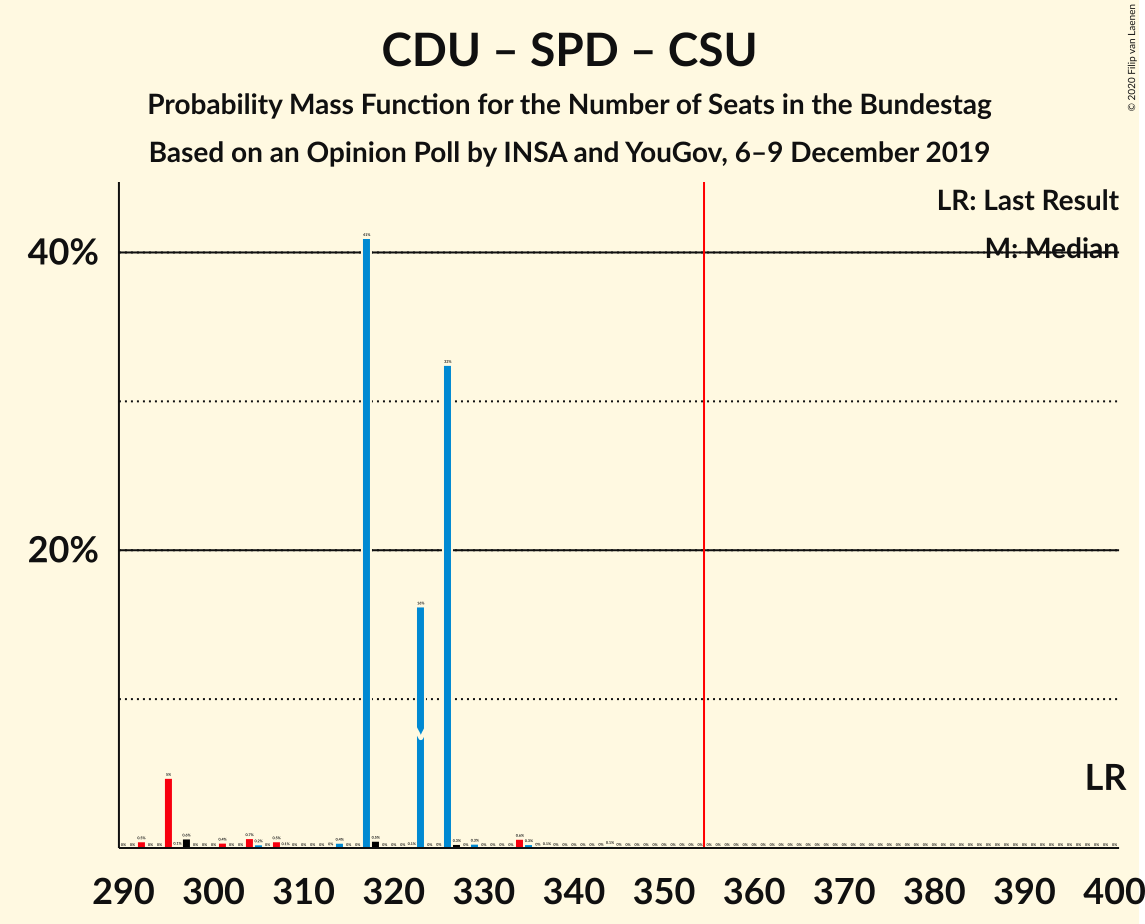 CDU – SPD – CSU
Probability Mass Function for the Number of Seats in the Bundestag
Based on an Opinion Poll by INSA and YouGov, 6–9 December 2019
© 2020 Filip van Laenen
LR: Last Result
M: Median
40%
20%
41%
32%
16%
LR
290 300 310 320 330 340 350 360 370 380 390 400